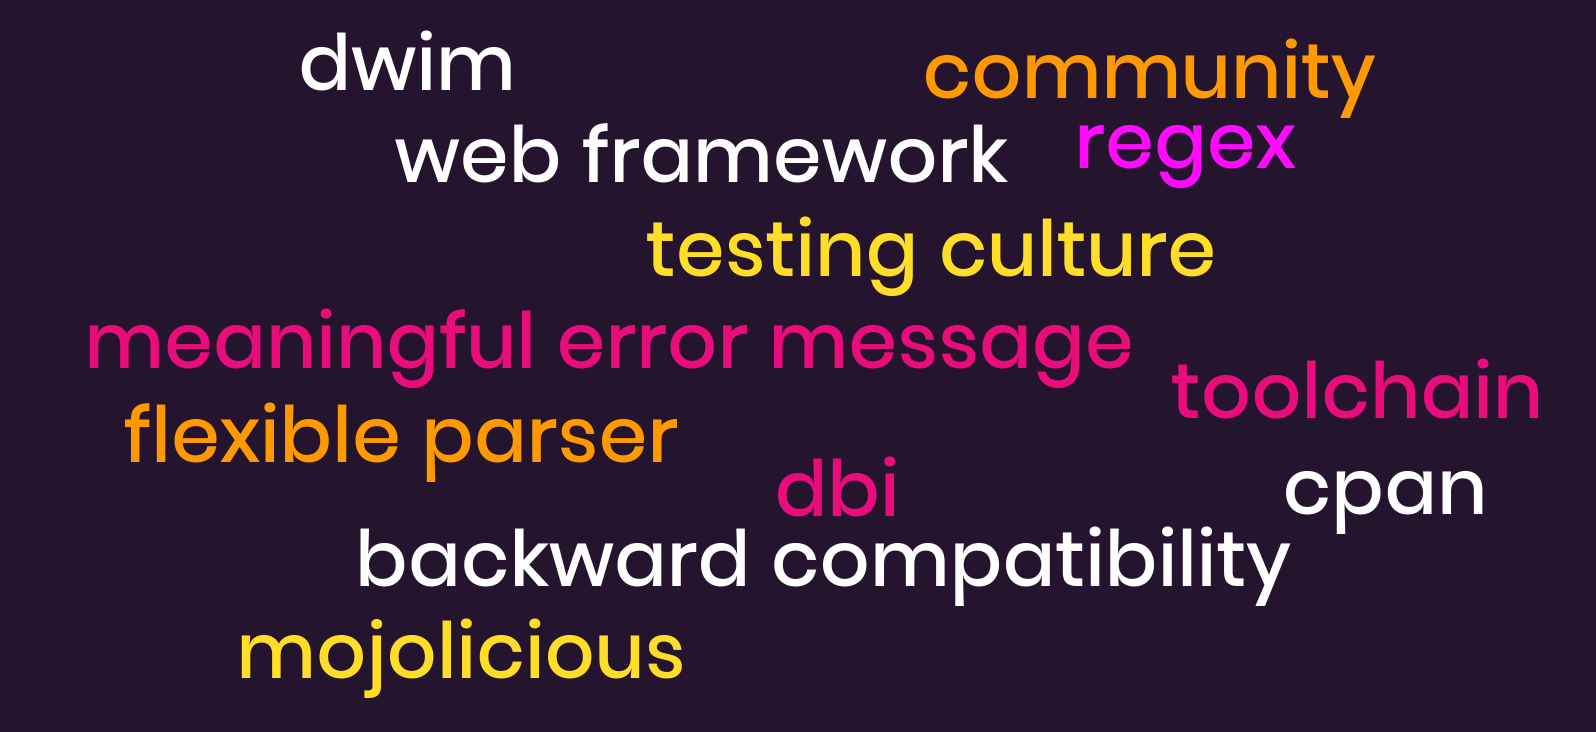 dwim
community
web framework
regex
testing culture
meaningful error message
toolchain
flexible parser
dbi
cpan
backward compatibility
mojolicious